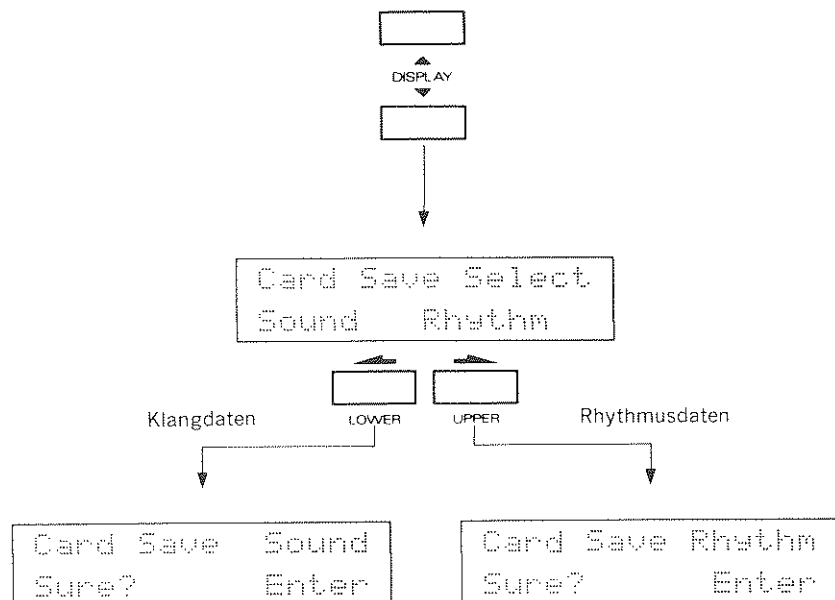 DISPLAY
Card Save Select
Sound Rhythm
Klangdaten LOWER UPPER Rhythmusdaten
Card Save Sound
Sure? Enter
Card Save Rhythm
Sure? Enter